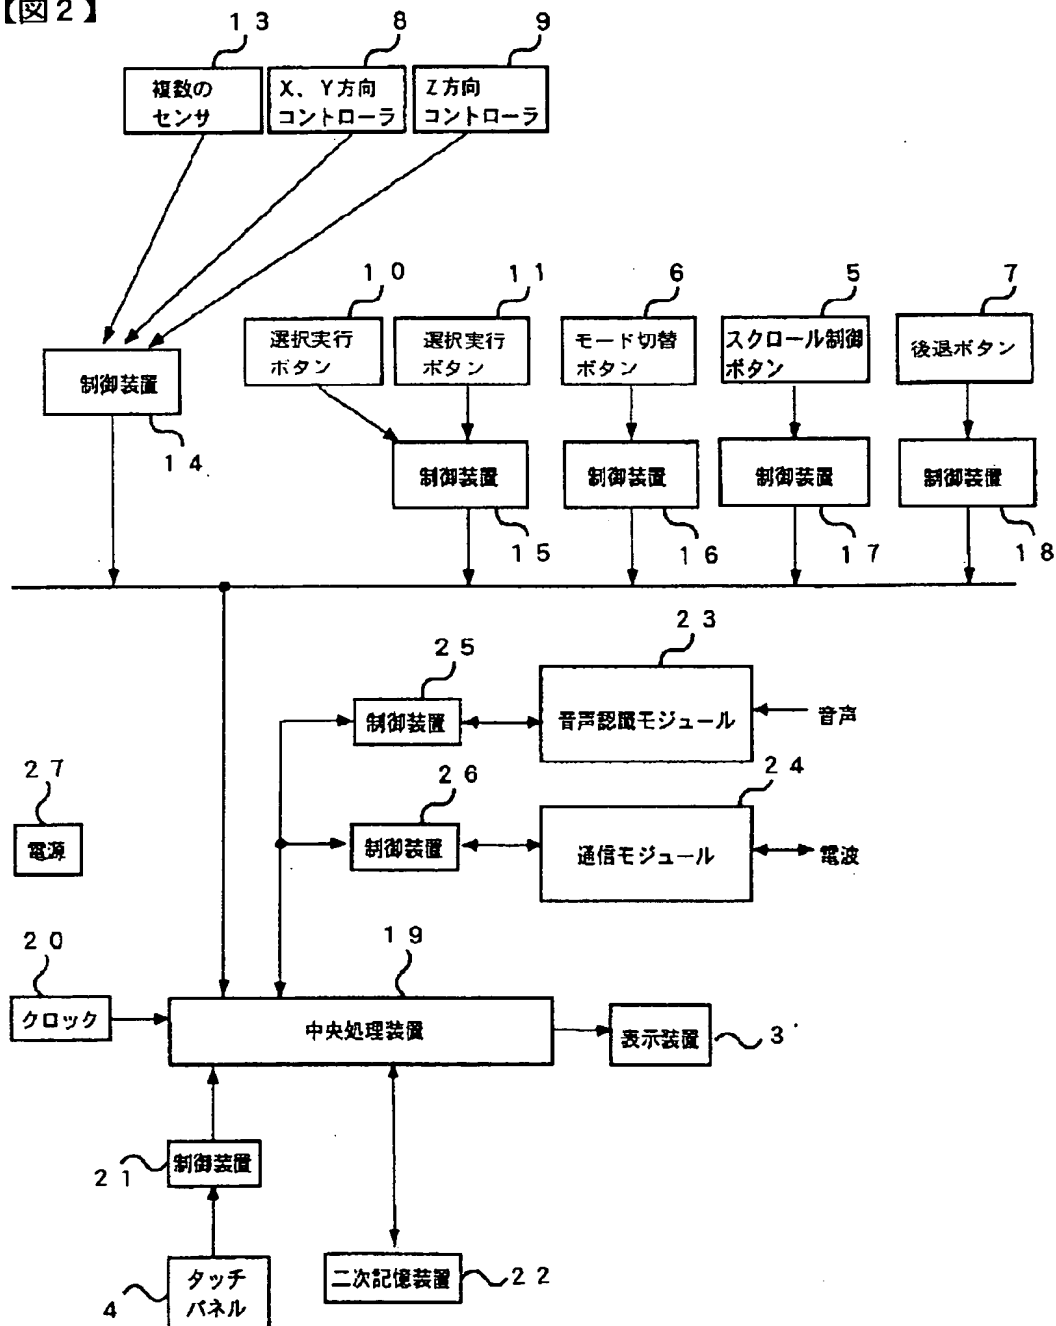 【図２】
１３
８
９
複数の
センサ
X、Y方向
コントローラ
Z方向
コントローラ
１０
１１
６
５
７
選択実行
ボタン
選択実行
ボタン
モード切替
ボタン
スクロール制御
ボタン
後退ボタン
制御装置
１４
制御装置
制御装置
制御装置
制御装置
１５
１６
１７
１８
２３
２５
制御装置
音声認識モジュール
音声
２７
２６
２４
電源
制御装置
通信モジュール
電波
２０
１９
クロック
中央処理装置
表示装置
３
２１
制御装置
４
タッチ
パネル
二次記憶装置
２２